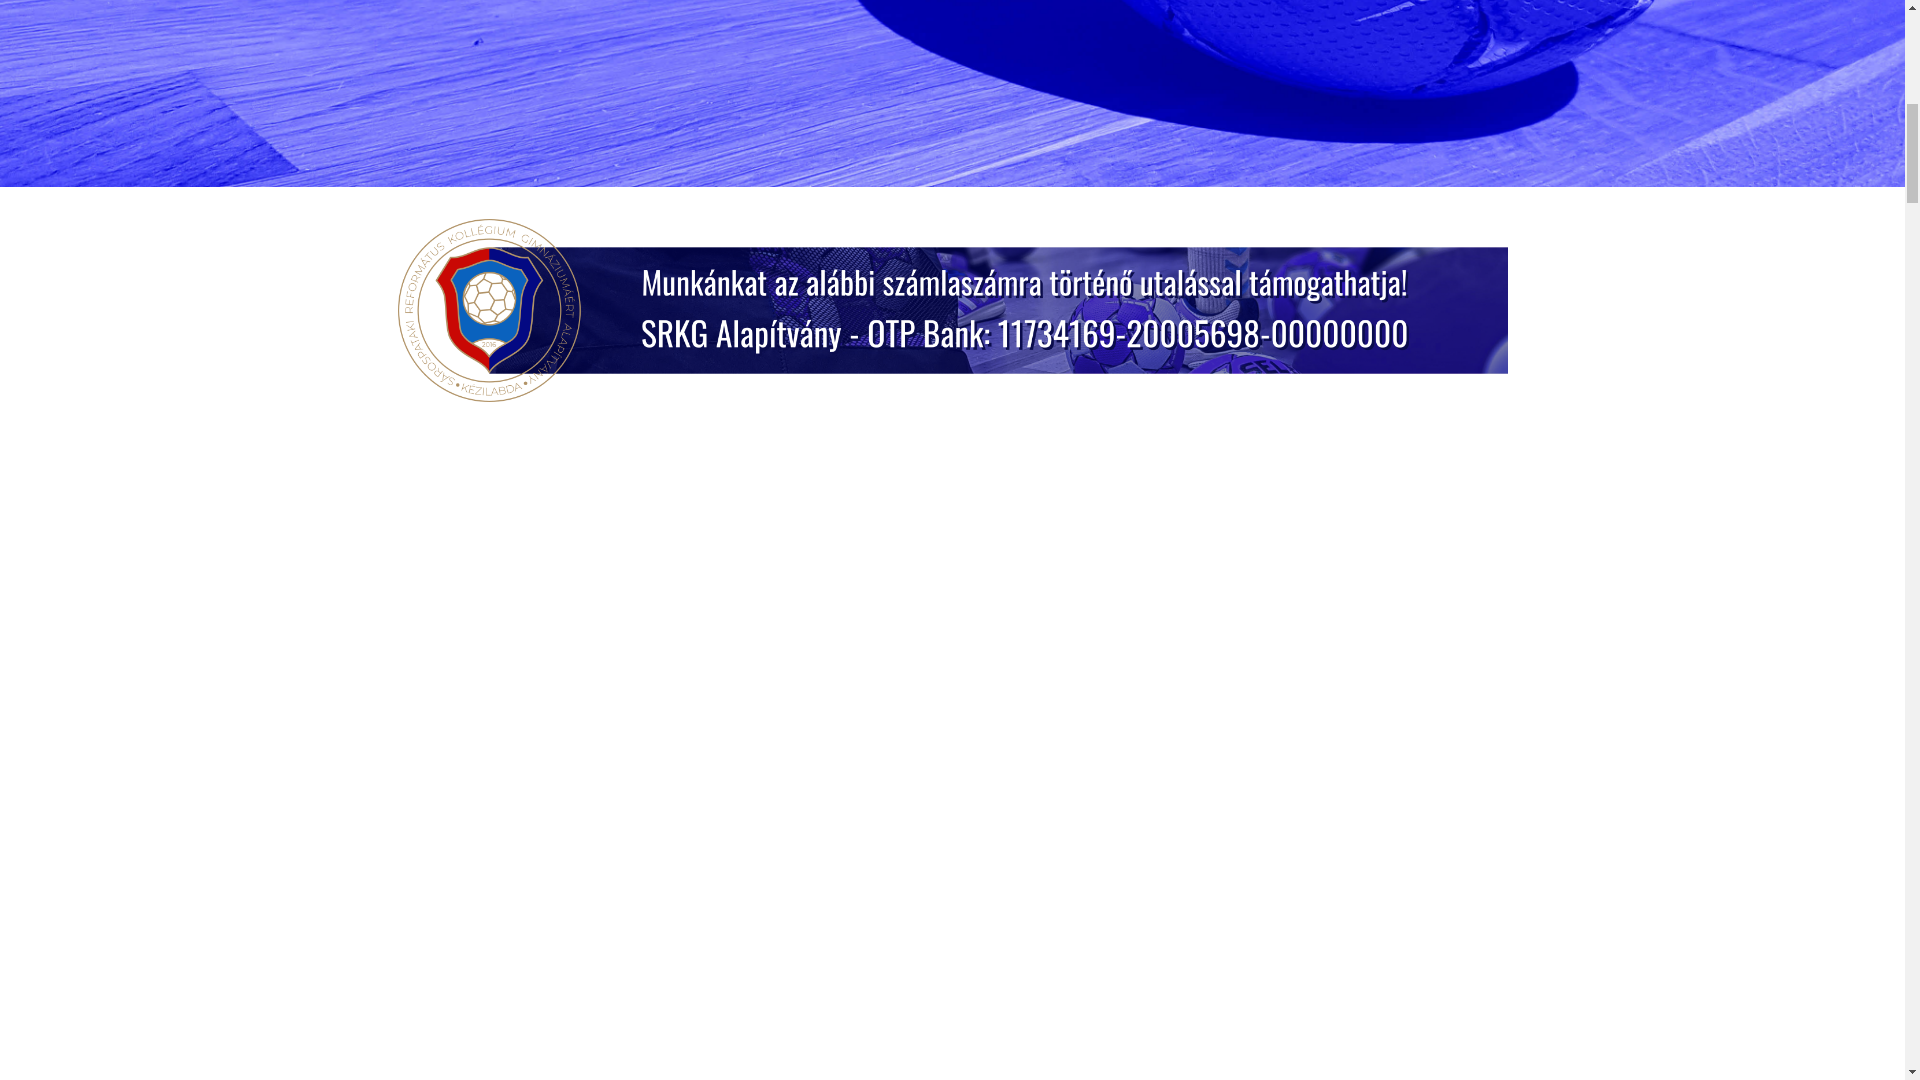 SÁROSPATAKI REFORMÁTUS KOLLÉGIUM GIMNÁZIUMÁÉRT ALAPÍTVÁNY
• KÉZILABDA •
2016
Munkánkat az alábbi számlaszámra történő utalással támogathatja!
SRKG Alapítvány - OTP Bank: 11734169-20005698-00000000